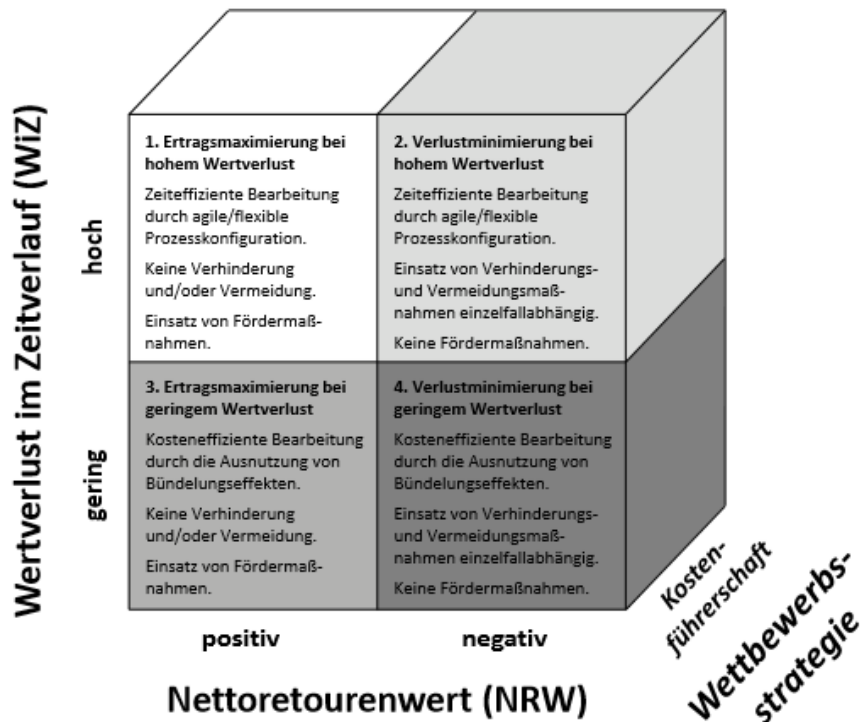 Wertverlust im Zeitverlauf (WiZ)
hoch
gering
1. Ertragsmaximierung bei
hohem Wertverlust
Zeiteffiziente Bearbeitung
durch agile/flexible
Prozesskonfiguration.
Keine Verhinderung
und/oder Vermeidung.
Einsatz von Fördermaß-
nahmen.
2. Verlustminimierung bei
hohem Wertverlust
Zeiteffiziente Bearbeitung
durch agile/flexible
Prozesskonfiguration.
Einsatz von Verhinderungs-
und Vermeidungsmaß-
nahmen einzelfallabhängig.
Keine Fördermaßnahmen.
3. Ertragsmaximierung bei
geringem Wertverlust
Kosteneffiziente Bearbeitung
durch die Ausnutzung von
Bündelungseffekten.
Keine Verhinderung
und/oder Vermeidung.
Einsatz von Fördermaß-
nahmen.
4. Verlustminimierung bei
geringem Wertverlust
Kosteneffiziente Bearbeitung
durch die Ausnutzung von
Bündelungseffekten.
Einsatz von Verhinderungs-
und Vermeidungsmaß-
nahmen einzelfallabhängig.
Keine Fördermaßnahmen.
positiv
negativ
Nettoretourenwert (NRW)
Kosten-
führerschaft
Wettbewerbs-
strategie